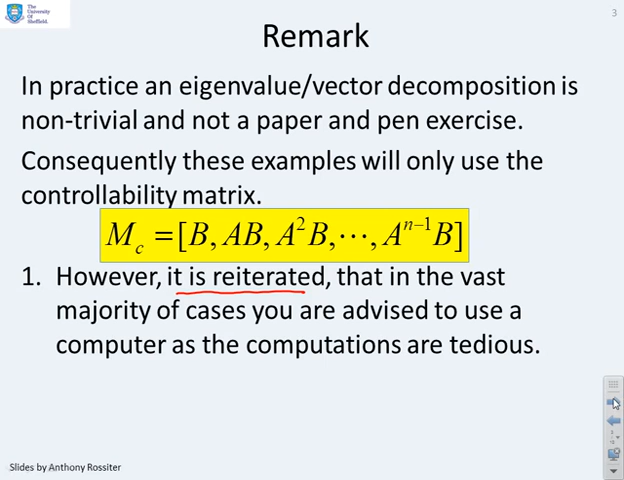 The
University
Of
Sheffield.
3
Remark
In practice an eigenvalue/vector decomposition is
non-trivial and not a paper and pen exercise.
Consequently these examples will only use the
controllability matrix.
M_c = [B, AB, A²B, ⋯, Aⁿ⁻¹B]
1. However, it is reiterated, that in the vast
majority of cases you are advised to use a
computer as the computations are tedious.
Slides by Anthony Rossiter